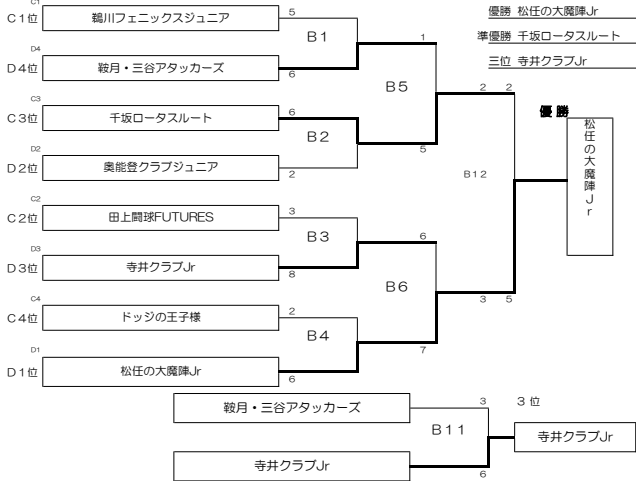 C1
C1位 鵜川フェニックスジュニア 5
B1
優勝 松任の大魔陣Jr
準優勝 千坂ロータスルート
三位 寺井クラブJr
D4
D4位 鞍月・三谷アタッカーズ 6
1
B5
2 2
C3
C3位 千坂ロータスルート 6
B2
5
D2
D2位 奥能登クラブジュニア 2
優勝
松任の大魔陣Jr
B12
C2
C2位 田上闘球FUTURES 3
B3
6
D3
D3位 寺井クラブJr 8
B6
3 5
C4
C4位 ドッジの王子様 2
B4
7
D1
D1位 松任の大魔陣Jr 6
鞍月・三谷アタッカーズ 3
3位
B11
寺井クラブJr
寺井クラブJr 6